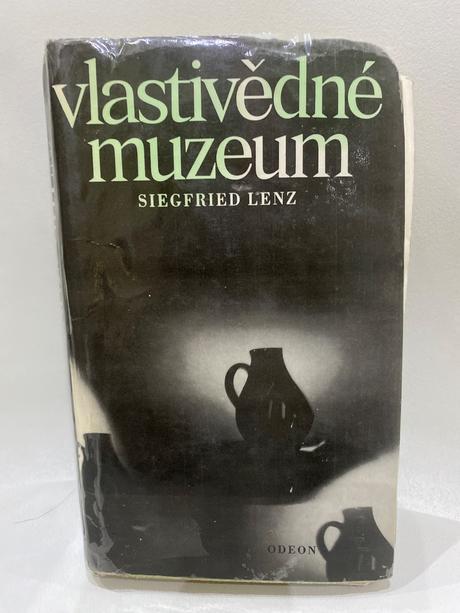 vlastivědné
muzeum
SIEGFRIED LENZ
ODEON